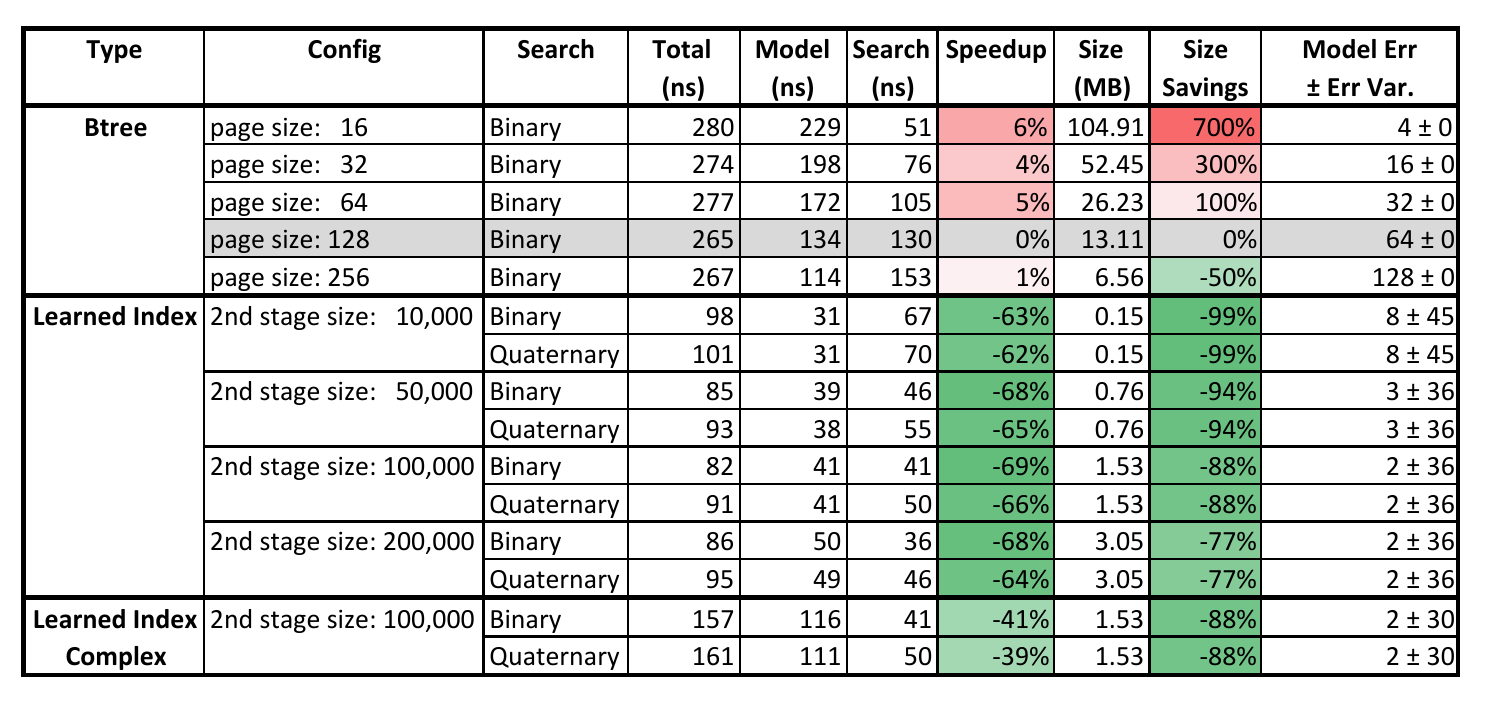 Type Config Search Total (ns) Model (ns) Search (ns) Speedup Size (MB) Size Savings Model Err ± Err Var.
Btree page size: 16 Binary 280 229 51 6% 104.91 700% 4 ± 0
page size: 32 Binary 274 198 76 4% 52.45 300% 16 ± 0
page size: 64 Binary 277 172 105 5% 26.23 100% 32 ± 0
page size: 128 Binary 265 134 130 0% 13.11 0% 64 ± 0
page size: 256 Binary 267 114 153 1% 6.56 -50% 128 ± 0
Learned Index 2nd stage size: 10,000 Binary 98 31 67 -63% 0.15 -99% 8 ± 45
Quaternary 101 31 70 -62% 0.15 -99% 8 ± 45
2nd stage size: 50,000 Binary 85 39 46 -68% 0.76 -94% 3 ± 36
Quaternary 93 38 55 -65% 0.76 -94% 3 ± 36
2nd stage size: 100,000 Binary 82 41 41 -69% 1.53 -88% 2 ± 36
Quaternary 91 41 50 -66% 1.53 -88% 2 ± 36
2nd stage size: 200,000 Binary 86 50 36 -68% 3.05 -77% 2 ± 36
Quaternary 95 49 46 -64% 3.05 -77% 2 ± 36
Learned Index 2nd stage size: 100,000 Binary 157 116 41 -41% 1.53 -88% 2 ± 30
Complex Quaternary 161 111 50 -39% 1.53 -88% 2 ± 30